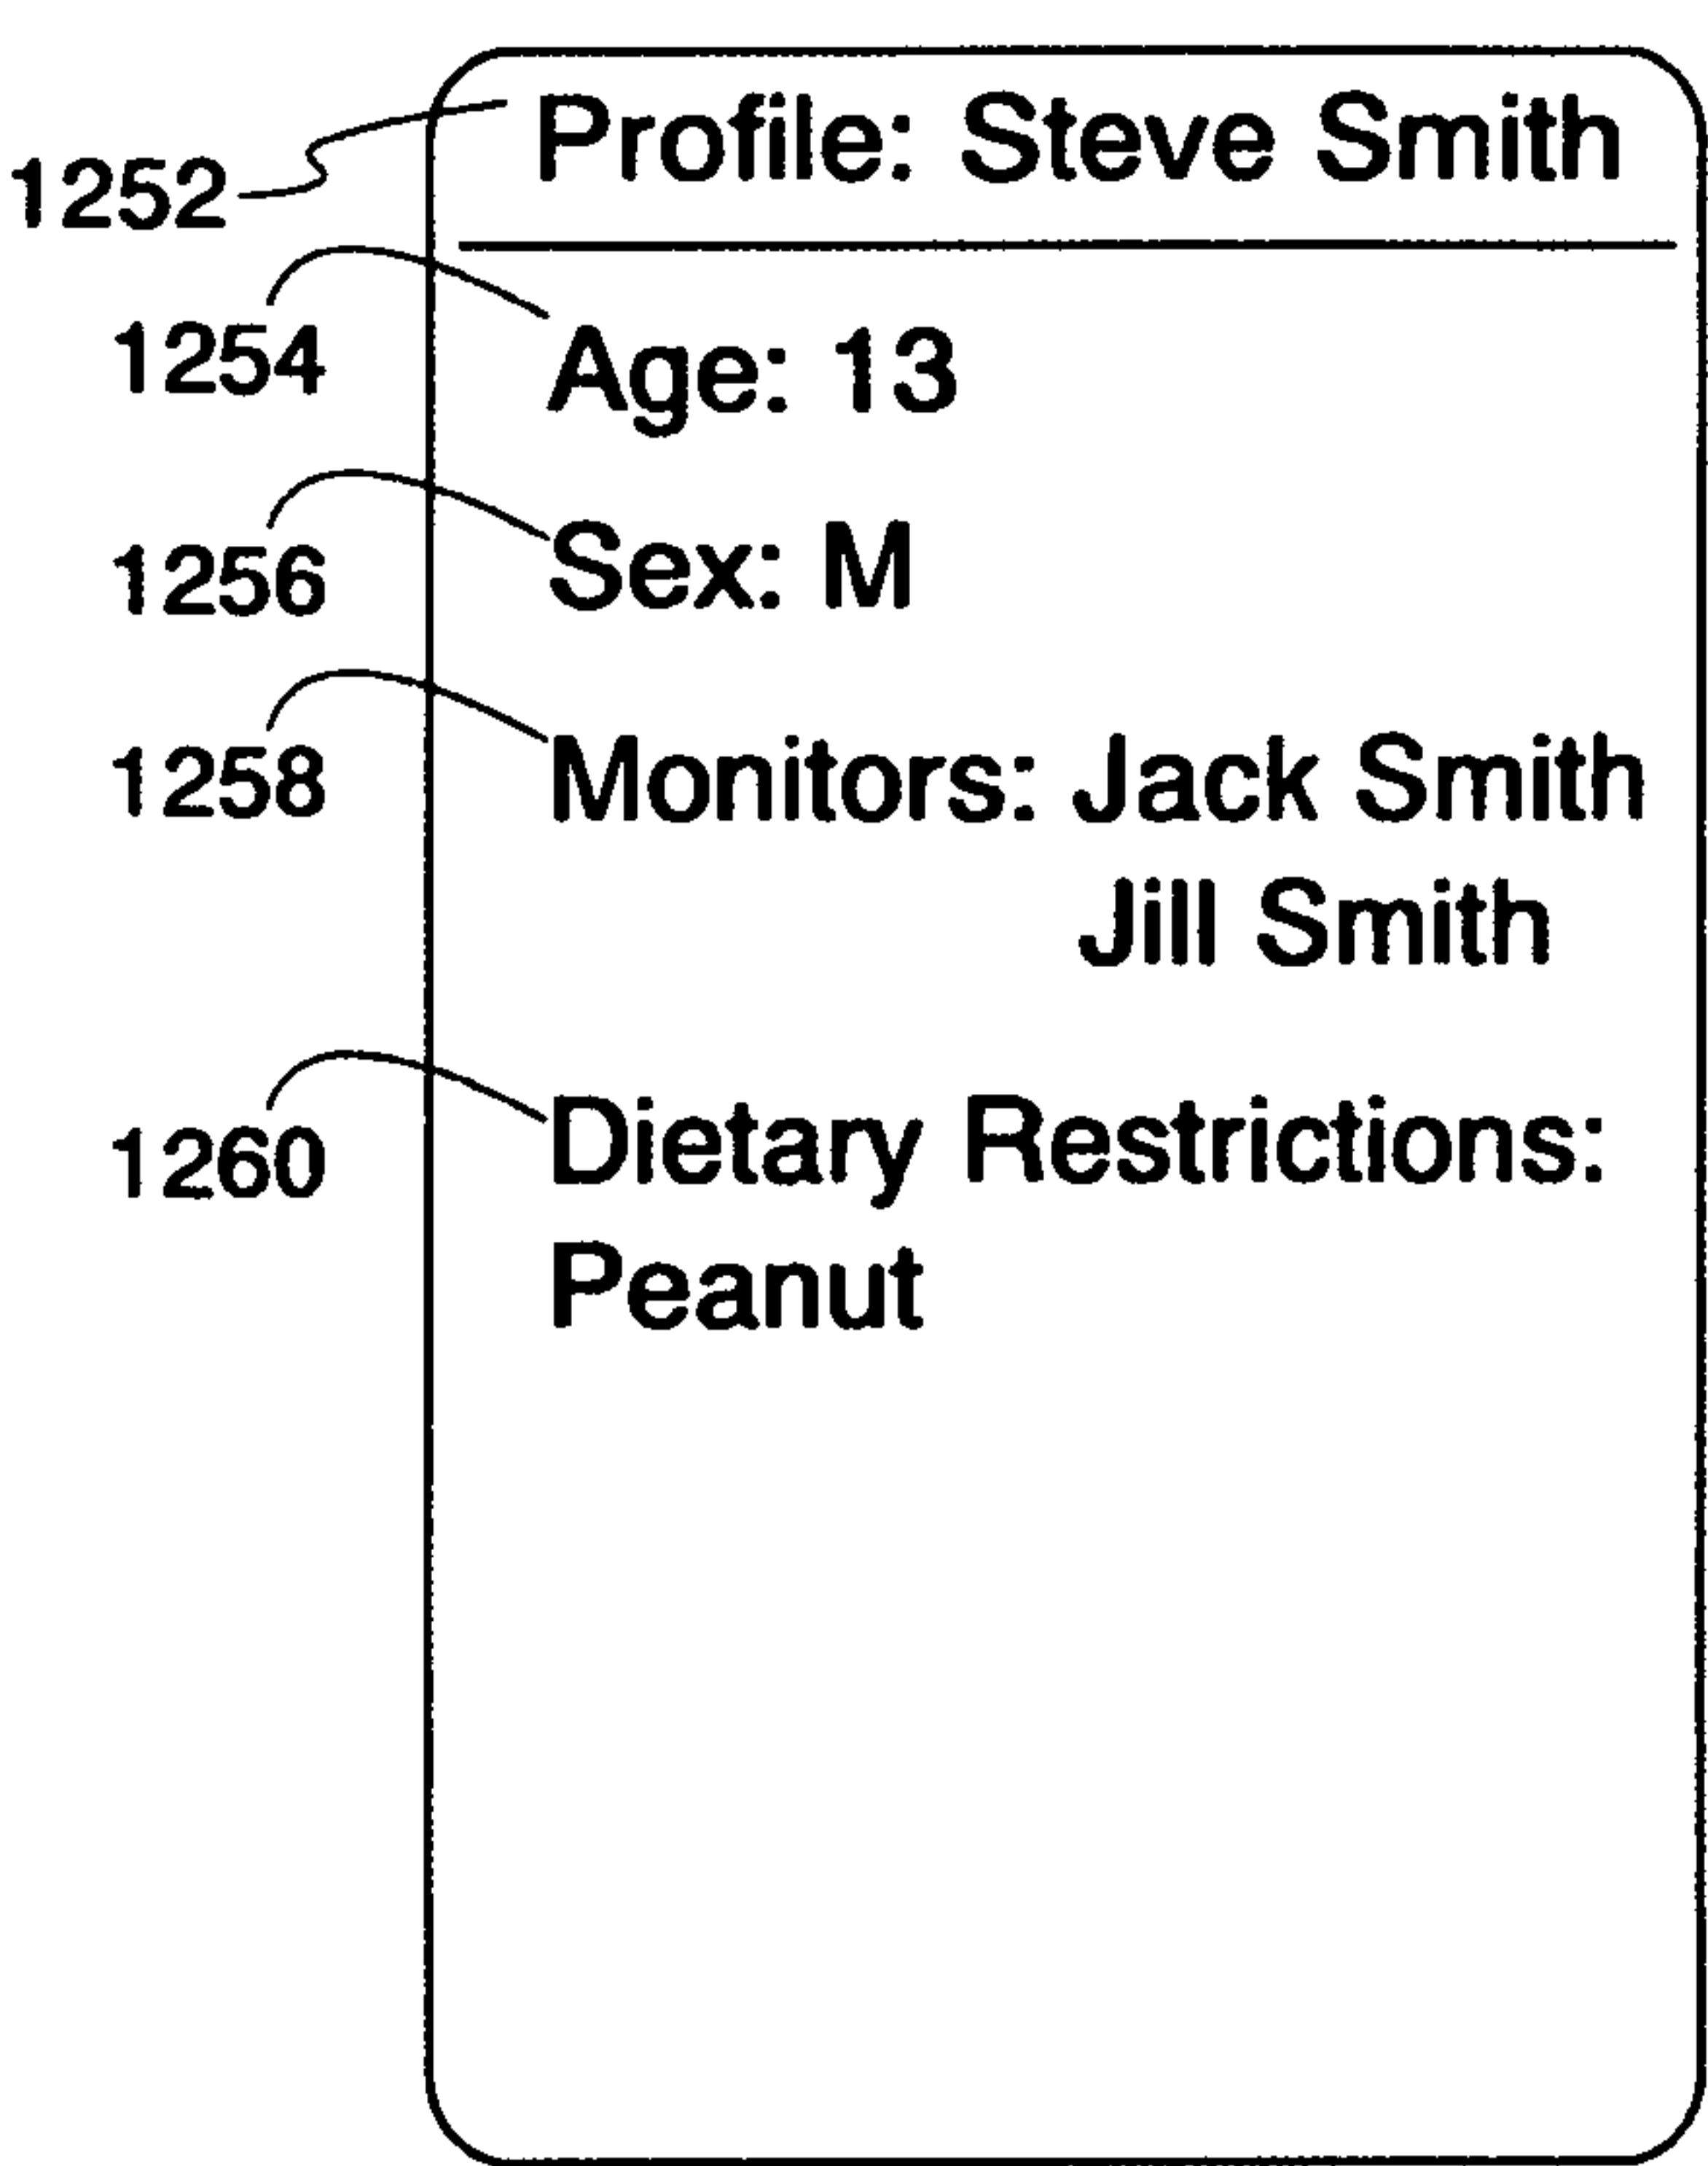 1252 Profile: Steve Smith
1254 Age: 13
1256 Sex: M
1258 Monitors: Jack Smith
Jill Smith
1260 Dietary Restrictions:
Peanut